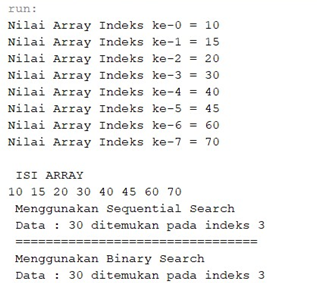 run:
Nilai Array Indeks ke-0 = 10
Nilai Array Indeks ke-1 = 15
Nilai Array Indeks ke-2 = 20
Nilai Array Indeks ke-3 = 30
Nilai Array Indeks ke-4 = 40
Nilai Array Indeks ke-5 = 45
Nilai Array Indeks ke-6 = 60
Nilai Array Indeks ke-7 = 70
ISI ARRAY
10 15 20 30 40 45 60 70
Menggunakan Sequential Search
Data : 30 ditemukan pada indeks 3
================================
Menggunakan Binary Search
Data : 30 ditemukan pada indeks 3